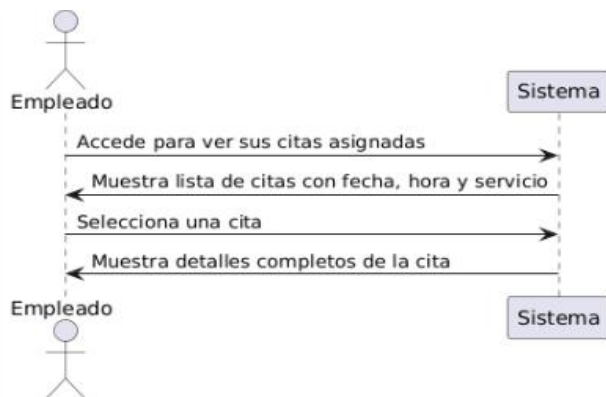 Empleado
Sistema
Accede para ver sus citas asignadas
Muestra lista de citas con fecha, hora y servicio
Selecciona una cita
Muestra detalles completos de la cita
Empleado
Sistema